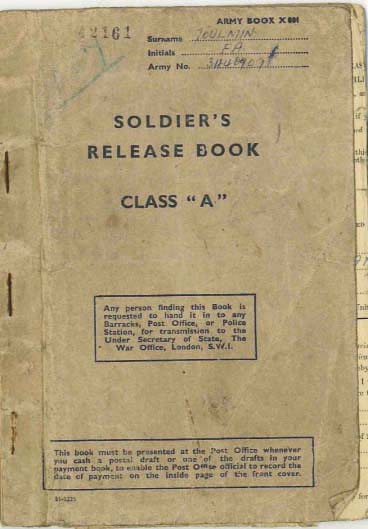 42161
ARMY BOOK X 801
Surname TOULMIN
Initials F.A.
Army No.
SOLDIER'S
RELEASE BOOK
CLASS "A"
Any person finding this Book is
requested to hand it in to any
Barracks, Post Office, or Police
Station, for transmission to the
Under Secretary of State, The
War Office, London, S.W.1.
This book must be presented at the Post Office whenever
you cash a postal draft or one of the drafts in your
payment book, to enable the Post Office official to record the
date of payment on the inside page of the front cover.
51-1225